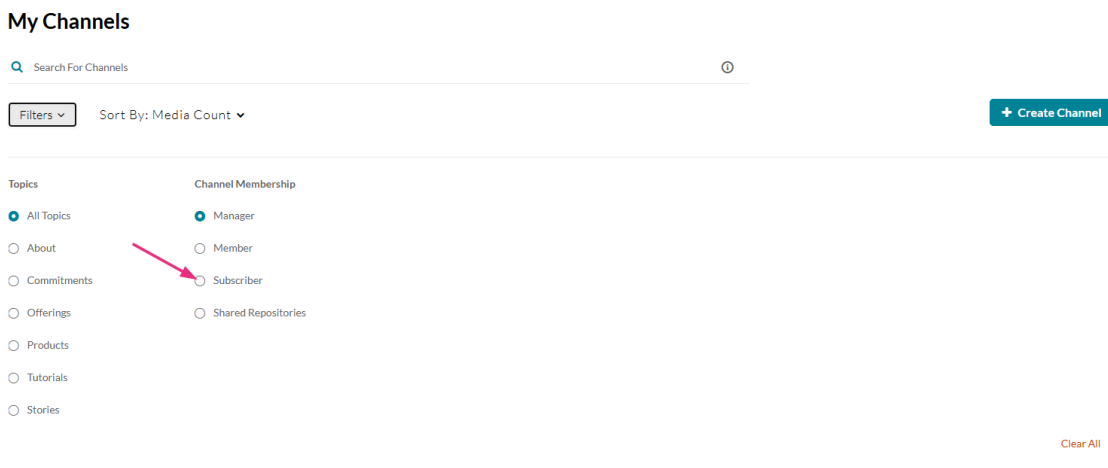 My Channels
Search For Channels
Filters
Sort By: Media Count
+ Create Channel
Topics
Channel Membership
All Topics
Manager
About
Member
Commitments
Subscriber
Offerings
Shared Repositories
Products
Tutorials
Stories
Clear All